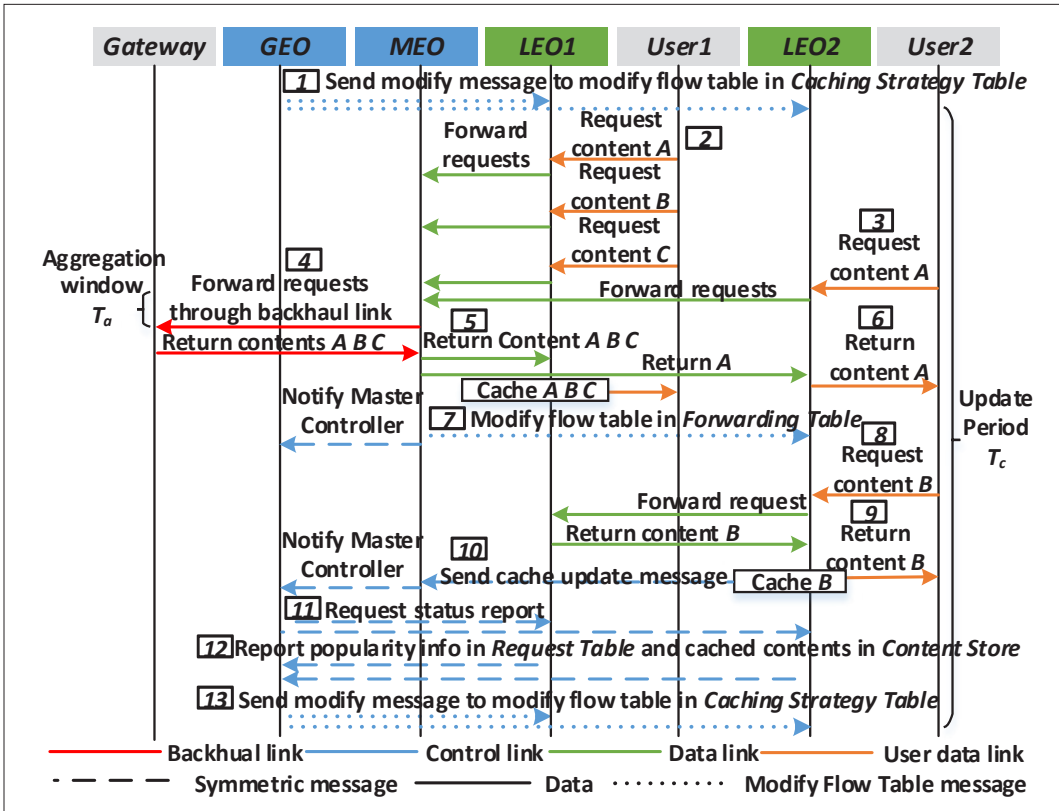 Gateway GEO MEO LEO1 User1 LEO2 User2
1 Send modify message to modify flow table in Caching Strategy Table
Forward
requests
Request
content A
2
Request
content B
Request
content C
3
Request
content A
Aggregation
window
Ta
4
Forward requests
through backhaul link
Forward requests
Return contents A B C
5
Return Content A B C
6
Return
content A
Return A
Cache A B C
Notify Master
Controller
7 Modify flow table in Forwarding Table
Update
Period
Tc
8
Request
content B
Forward request
9
Return content B
Return
content B
Notify Master
Controller
10
Send cache update message
Cache B
11 Request status report
12 Report popularity info in Request Table and cached contents in Content Store
13 Send modify message to modify flow table in Caching Strategy Table
Backhual link Control link Data link User data link
Symmetric message Data Modify Flow Table message